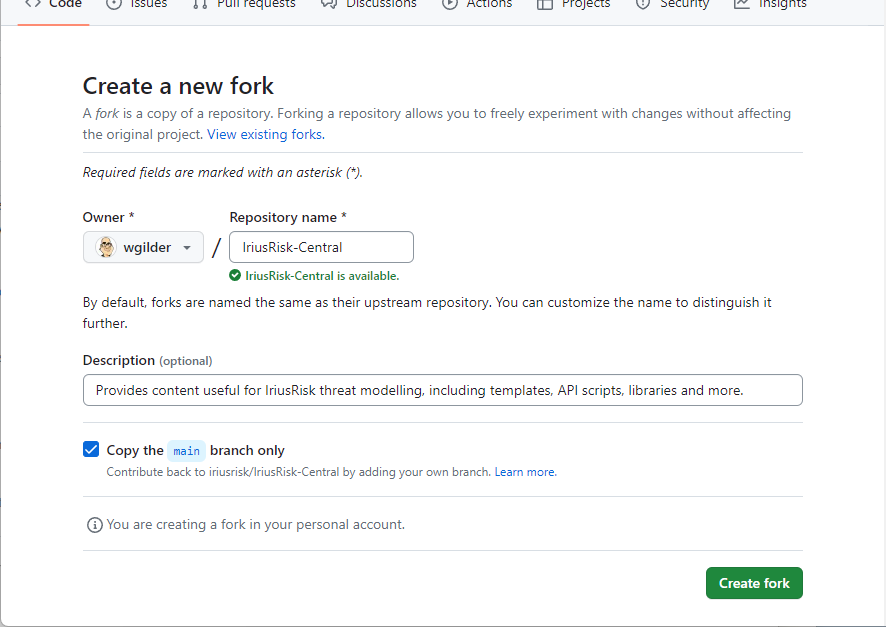 Code Issues Pull requests Discussions Actions Projects Security Insights
Create a new fork
A fork is a copy of a repository. Forking a repository allows you to freely experiment with changes without affecting
the original project. View existing forks.
Required fields are marked with an asterisk (*).
Owner * Repository name *
wgilder / IriusRisk-Central
IriusRisk-Central is available.
By default, forks are named the same as their upstream repository. You can customize the name to distinguish it
further.
Description (optional)
Provides content useful for IriusRisk threat modelling, including templates, API scripts, libraries and more.
Copy the main branch only
Contribute back to iriusrisk/IriusRisk-Central by adding your own branch. Learn more.
You are creating a fork in your personal account.
Create fork